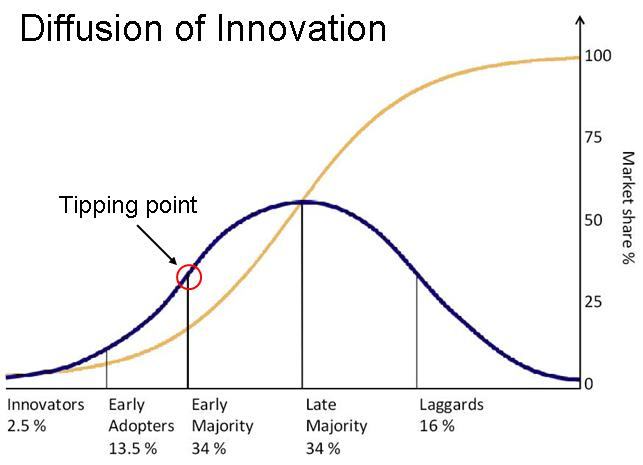 Diffusion of Innovation
100
75
Market share %
Tipping point
50
25
0
Innovators
2.5 %
Early
Adopters
13.5 %
Early
Majority
34 %
Late
Majority
34 %
Laggards
16 %